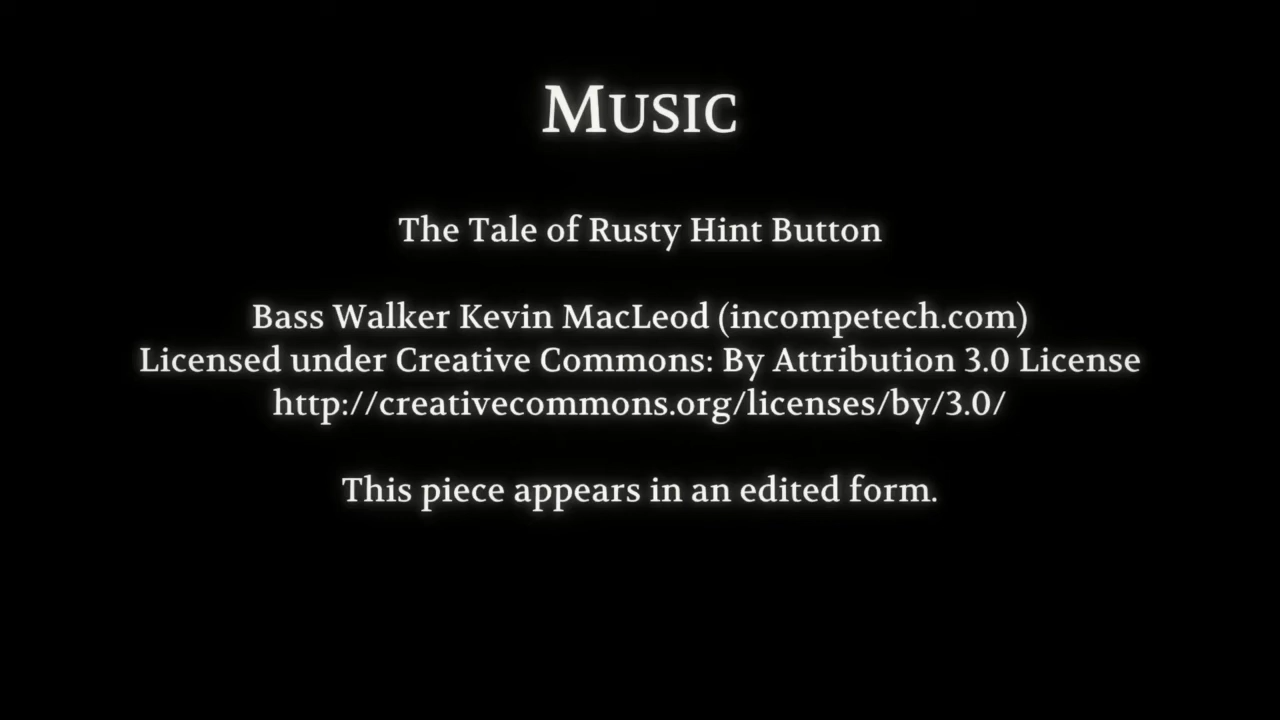 Music
The Tale of Rusty Hint Button
Bass Walker Kevin MacLeod (incompetech.com)
Licensed under Creative Commons: By Attribution 3.0 License
http://creativecommons.org/licenses/by/3.0/
This piece appears in an edited form.